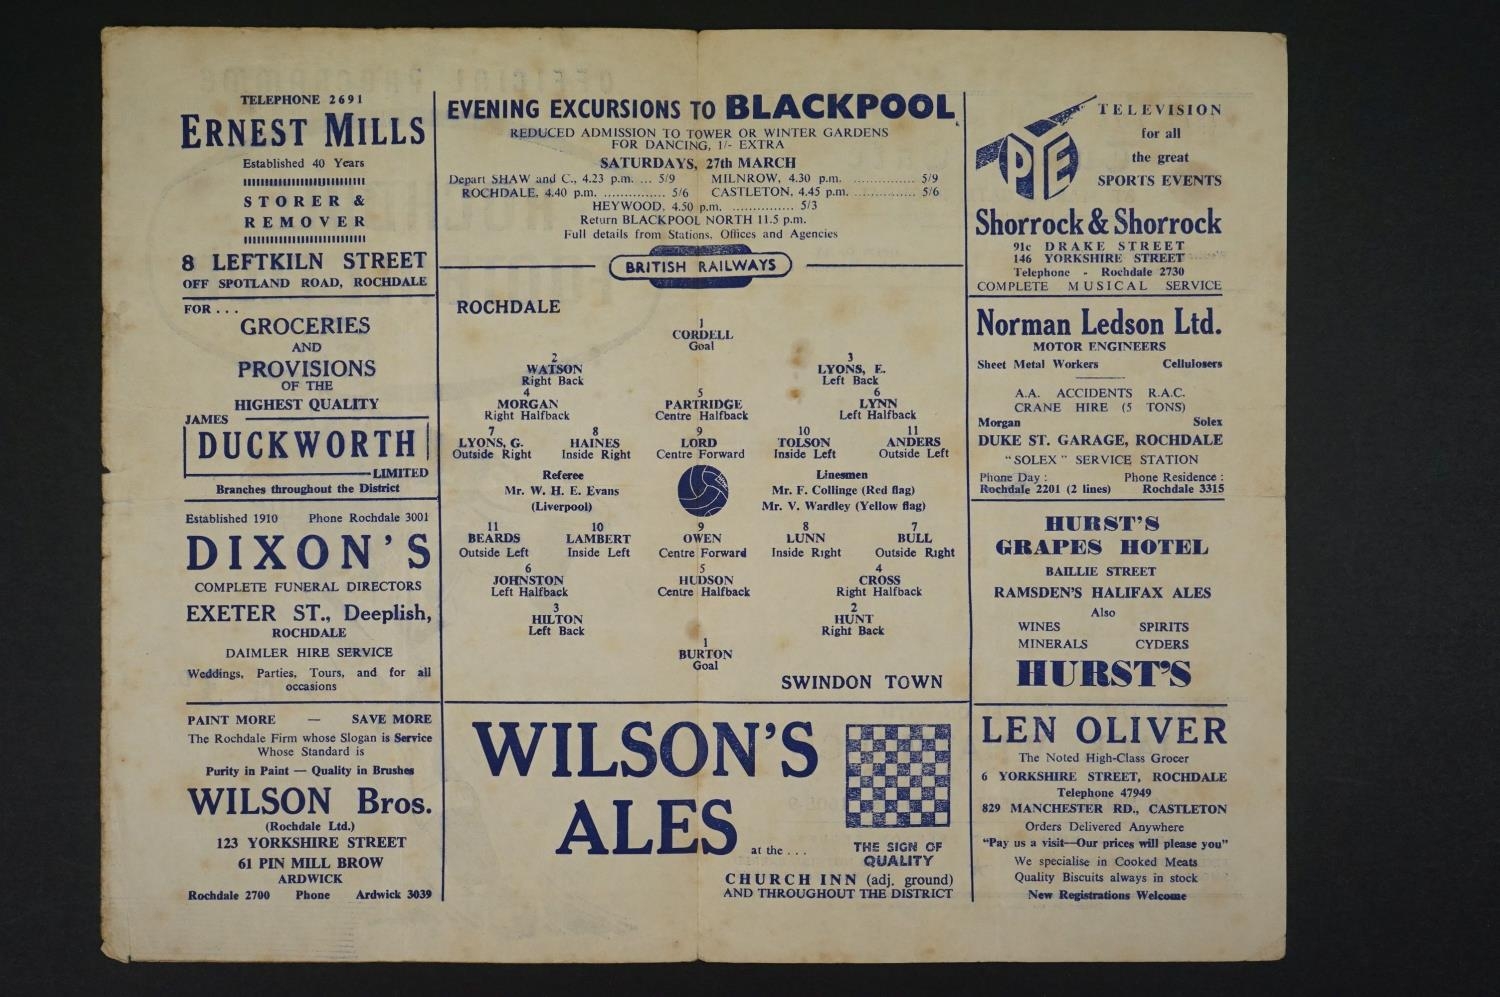 TELEPHONE 2691
ERNEST MILLS
Established 40 Years
STORER &
REMOVER
8 LEFTKILN STREET
OFF SPOTLAND ROAD, ROCHDALE
FOR . . .
GROCERIES
AND
PROVISIONS
OF THE
HIGHEST QUALITY
JAMES
DUCKWORTH
LIMITED
Branches throughout the District
Established 1910 Phone Rochdale 3001
DIXON'S
COMPLETE FUNERAL DIRECTORS
EXETER ST., Deeplish,
ROCHDALE
DAIMLER HIRE SERVICE
Weddings, Parties, Tours, and for all
occasions
PAINT MORE — SAVE MORE
The Rochdale Firm whose Slogan is Service
Whose Standard is
Purity in Paint — Quality in Brushes
WILSON Bros.
(Rochdale Ltd.)
123 YORKSHIRE STREET
61 PIN MILL BROW
ARDWICK
Rochdale 2700 Phone Ardwick 3039
EVENING EXCURSIONS TO BLACKPOOL
REDUCED ADMISSION TO TOWER OR WINTER GARDENS
FOR DANCING, 1/- EXTRA
SATURDAYS, 27th MARCH
Depart SHAW and C., 4.23 p.m. ... 5/9 MILNROW, 4.30 p.m. ............... 5/9
ROCHDALE, 4.40 p.m. ............... 5/6 CASTLETON, 4.45 p.m. ............... 5/6
HEYWOOD, 4.50 p.m. ............... 5/3
Return BLACKPOOL NORTH 11.5 p.m.
Full details from Stations, Offices and Agencies
BRITISH RAILWAYS
ROCHDALE
1
CORDELL
Goal
2 3
WATSON LYONS, E.
Right Back Left Back
4 5 6
MORGAN PARTRIDGE LYNN
Right Halfback Centre Halfback Left Halfback
7 8 9 10 11
LYONS, G. HAINES LORD TOLSON ANDERS
Outside Right Inside Right Centre Forward Inside Left Outside Left
Referee Linesmen
Mr. W. H. E. Evans Mr. F. Collinge (Red flag)
(Liverpool) Mr. V. Wardley (Yellow flag)
11 10 9 8 7
BEARDS LAMBERT OWEN LUNN BULL
Outside Left Inside Left Centre Forward Inside Right Outside Right
6 5 4
JOHNSTON HUDSON CROSS
Left Halfback Centre Halfback Right Halfback
3 2
HILTON HUNT
Left Back Right Back
1
BURTON
Goal
SWINDON TOWN
WILSON'S
ALES
at the . . .
THE SIGN OF
QUALITY
CHURCH INN (adj. ground)
AND THROUGHOUT THE DISTRICT
PYE
TELEVISION
for all
the great
SPORTS EVENTS
Shorrock & Shorrock
91c DRAKE STREET
146 YORKSHIRE STREET
Telephone - Rochdale 2730
COMPLETE MUSICAL SERVICE
Norman Ledson Ltd.
MOTOR ENGINEERS
Sheet Metal Workers Cellulosers
A.A. ACCIDENTS R.A.C.
CRANE HIRE (5 TONS)
Morgan Solex
DUKE ST. GARAGE, ROCHDALE
"SOLEX" SERVICE STATION
Phone Day : Phone Residence :
Rochdale 2201 (2 lines) Rochdale 3315
HURST'S
GRAPES HOTEL
BAILLIE STREET
RAMSDEN'S HALIFAX ALES
Also
WINES SPIRITS
MINERALS CYDERS
HURST'S
LEN OLIVER
The Noted High-Class Grocer
6 YORKSHIRE STREET, ROCHDALE
Telephone 47949
829 MANCHESTER RD., CASTLETON
Orders Delivered Anywhere
"Pay us a visit—Our prices will please you"
We specialise in Cooked Meats
Quality Biscuits always in stock
New Registrations Welcome